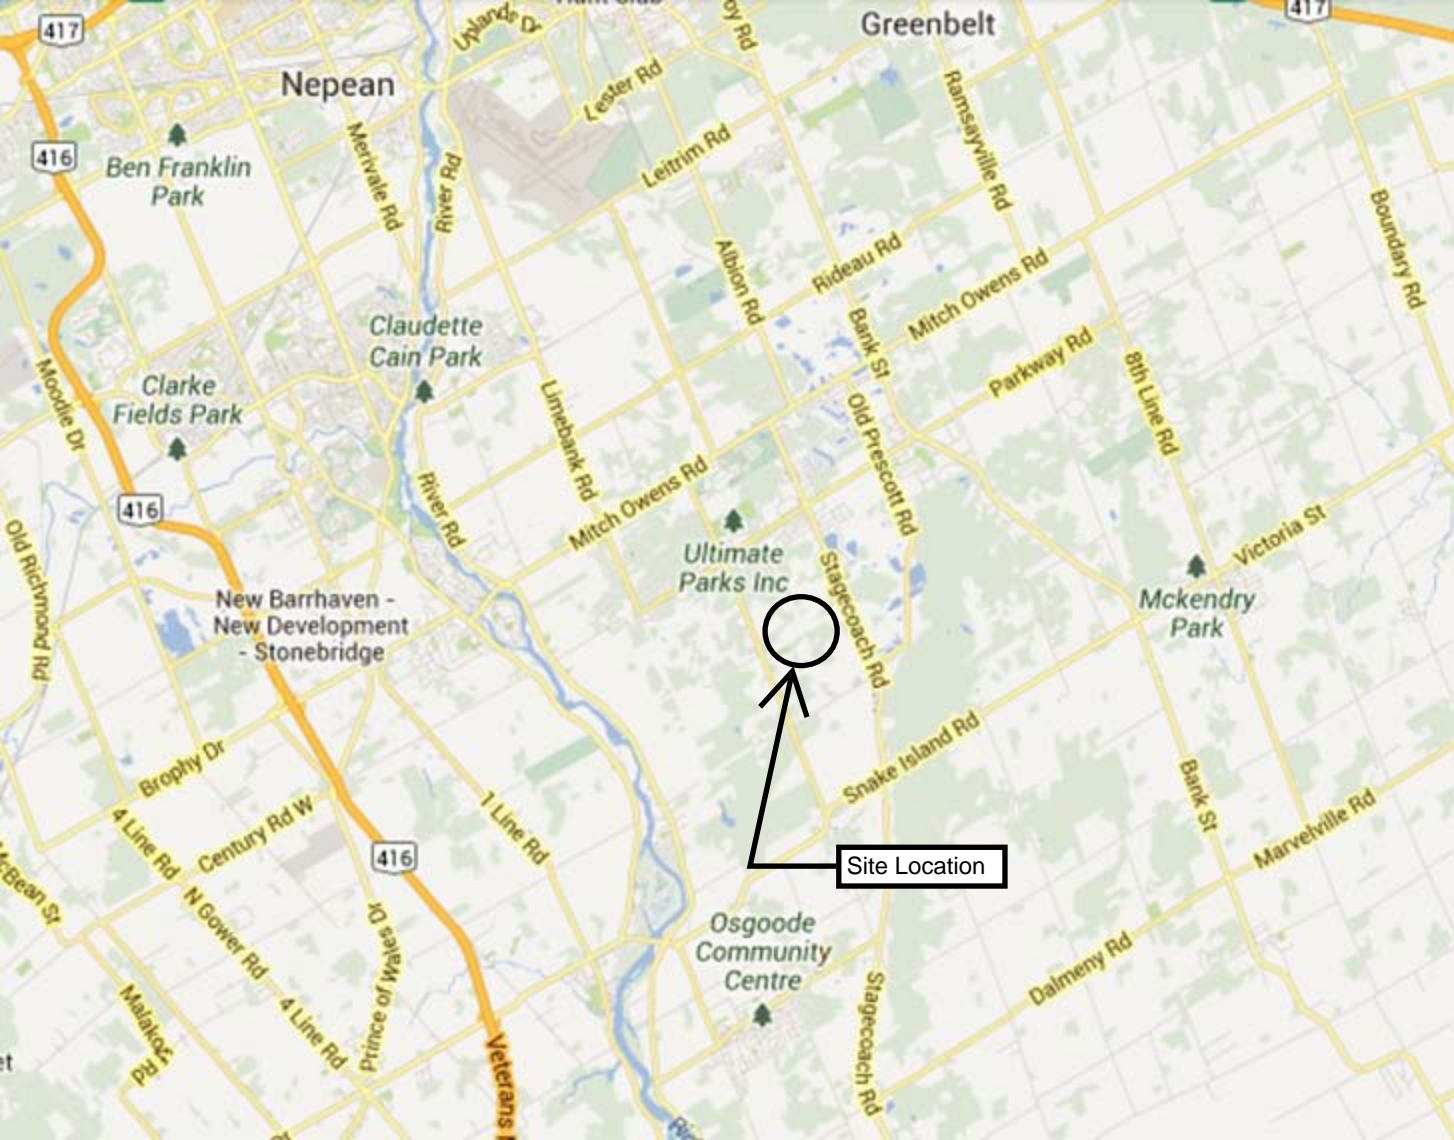 417
417
Greenbelt
Uplands Dr
Nepean
Lester Rd
Ramsayville Rd
416
Merivale Rd
River Rd
Leitrim Rd
Ben Franklin
Park
Boundary Rd
Albion Rd
Rideau Rd
Mitch Owens Rd
Bank St
Claudette
Cain Park
Parkway Rd
8th Line Rd
Moodie Dr
Clarke
Fields Park
Limebank Rd
Old Prescott Rd
Mitch Owens Rd
River Rd
416
Old Richmond Rd
Ultimate
Parks Inc
Stagecoach Rd
Victoria St
Mckendry
Park
New Barrhaven -
New Development
- Stonebridge
Snake Island Rd
Brophy Dr
Bank St
1 Line Rd
4 Line Rd
Century Rd W
Marvelville Rd
416
Site Location
McBean St
N Gower Rd
Prince of Wales Dr
Osgoode
Community
Centre
Dalmeny Rd
Stagecoach Rd
Malakoff Rd
4 Line Rd
Veterans